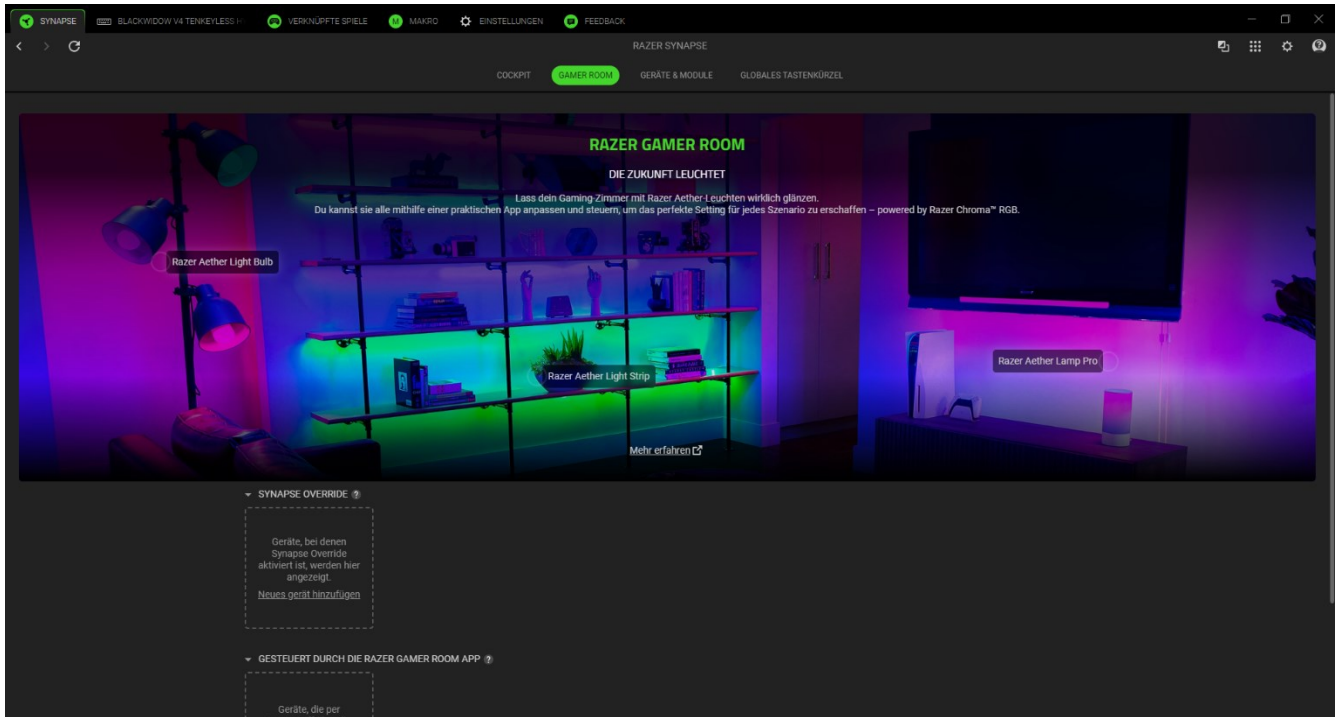 SYNAPSE
BLACKWIDOW V4 TENKEYLESS H
VERKNÜPFTE SPIELE
M
MAKRO
EINSTELLUNGEN
FEEDBACK
RAZER SYNAPSE
COCKPIT
GAMER ROOM
GERÄTE & MODULE
GLOBALES TASTENKÜRZEL
RAZER GAMER ROOM
DIE ZUKUNFT LEUCHTET
Lass dein Gaming-Zimmer mit Razer Aether-Leuchten wirklich glänzen.
Du kannst sie alle mithilfe einer praktischen App anpassen und steuern, um das perfekte Setting für jedes Szenario zu erschaffen – powered by Razer Chroma™ RGB.
Razer Aether Light Bulb
Razer Aether Light Strip
Razer Aether Lamp Pro
Mehr erfahren
SYNAPSE OVERRIDE ?
Geräte, bei denen
Synapse Override
aktiviert ist, werden hier
angezeigt.
Neues gerät hinzufügen
GESTEUERT DURCH DIE RAZER GAMER ROOM APP ?
Geräte, die per